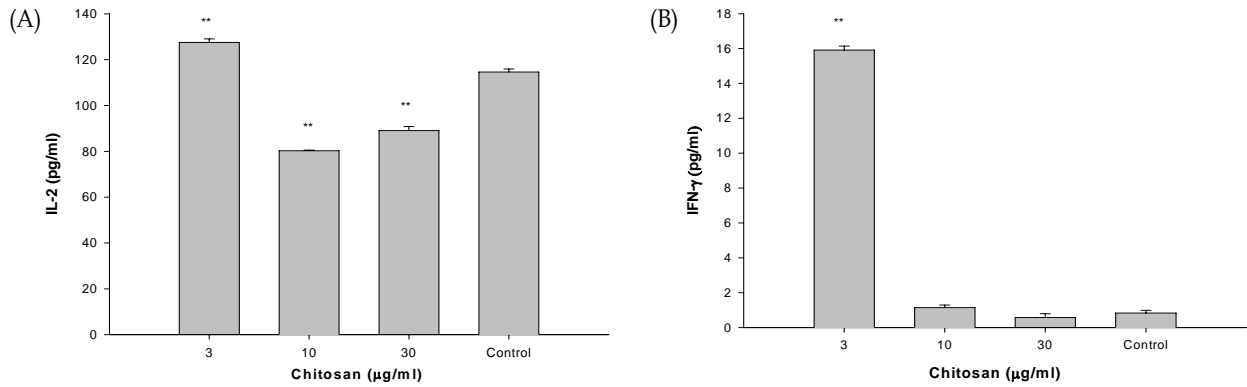 (A)
IL-2 (pg/ml)
140
120
100
80
60
40
20
0
**
**
**
3 10 30 Control
Chitosan (μg/ml)
(B)
IFN-γ (pg/ml)
18
16
14
12
10
8
6
4
2
0
**
3 10 30 Control
Chitosan (μg/ml)